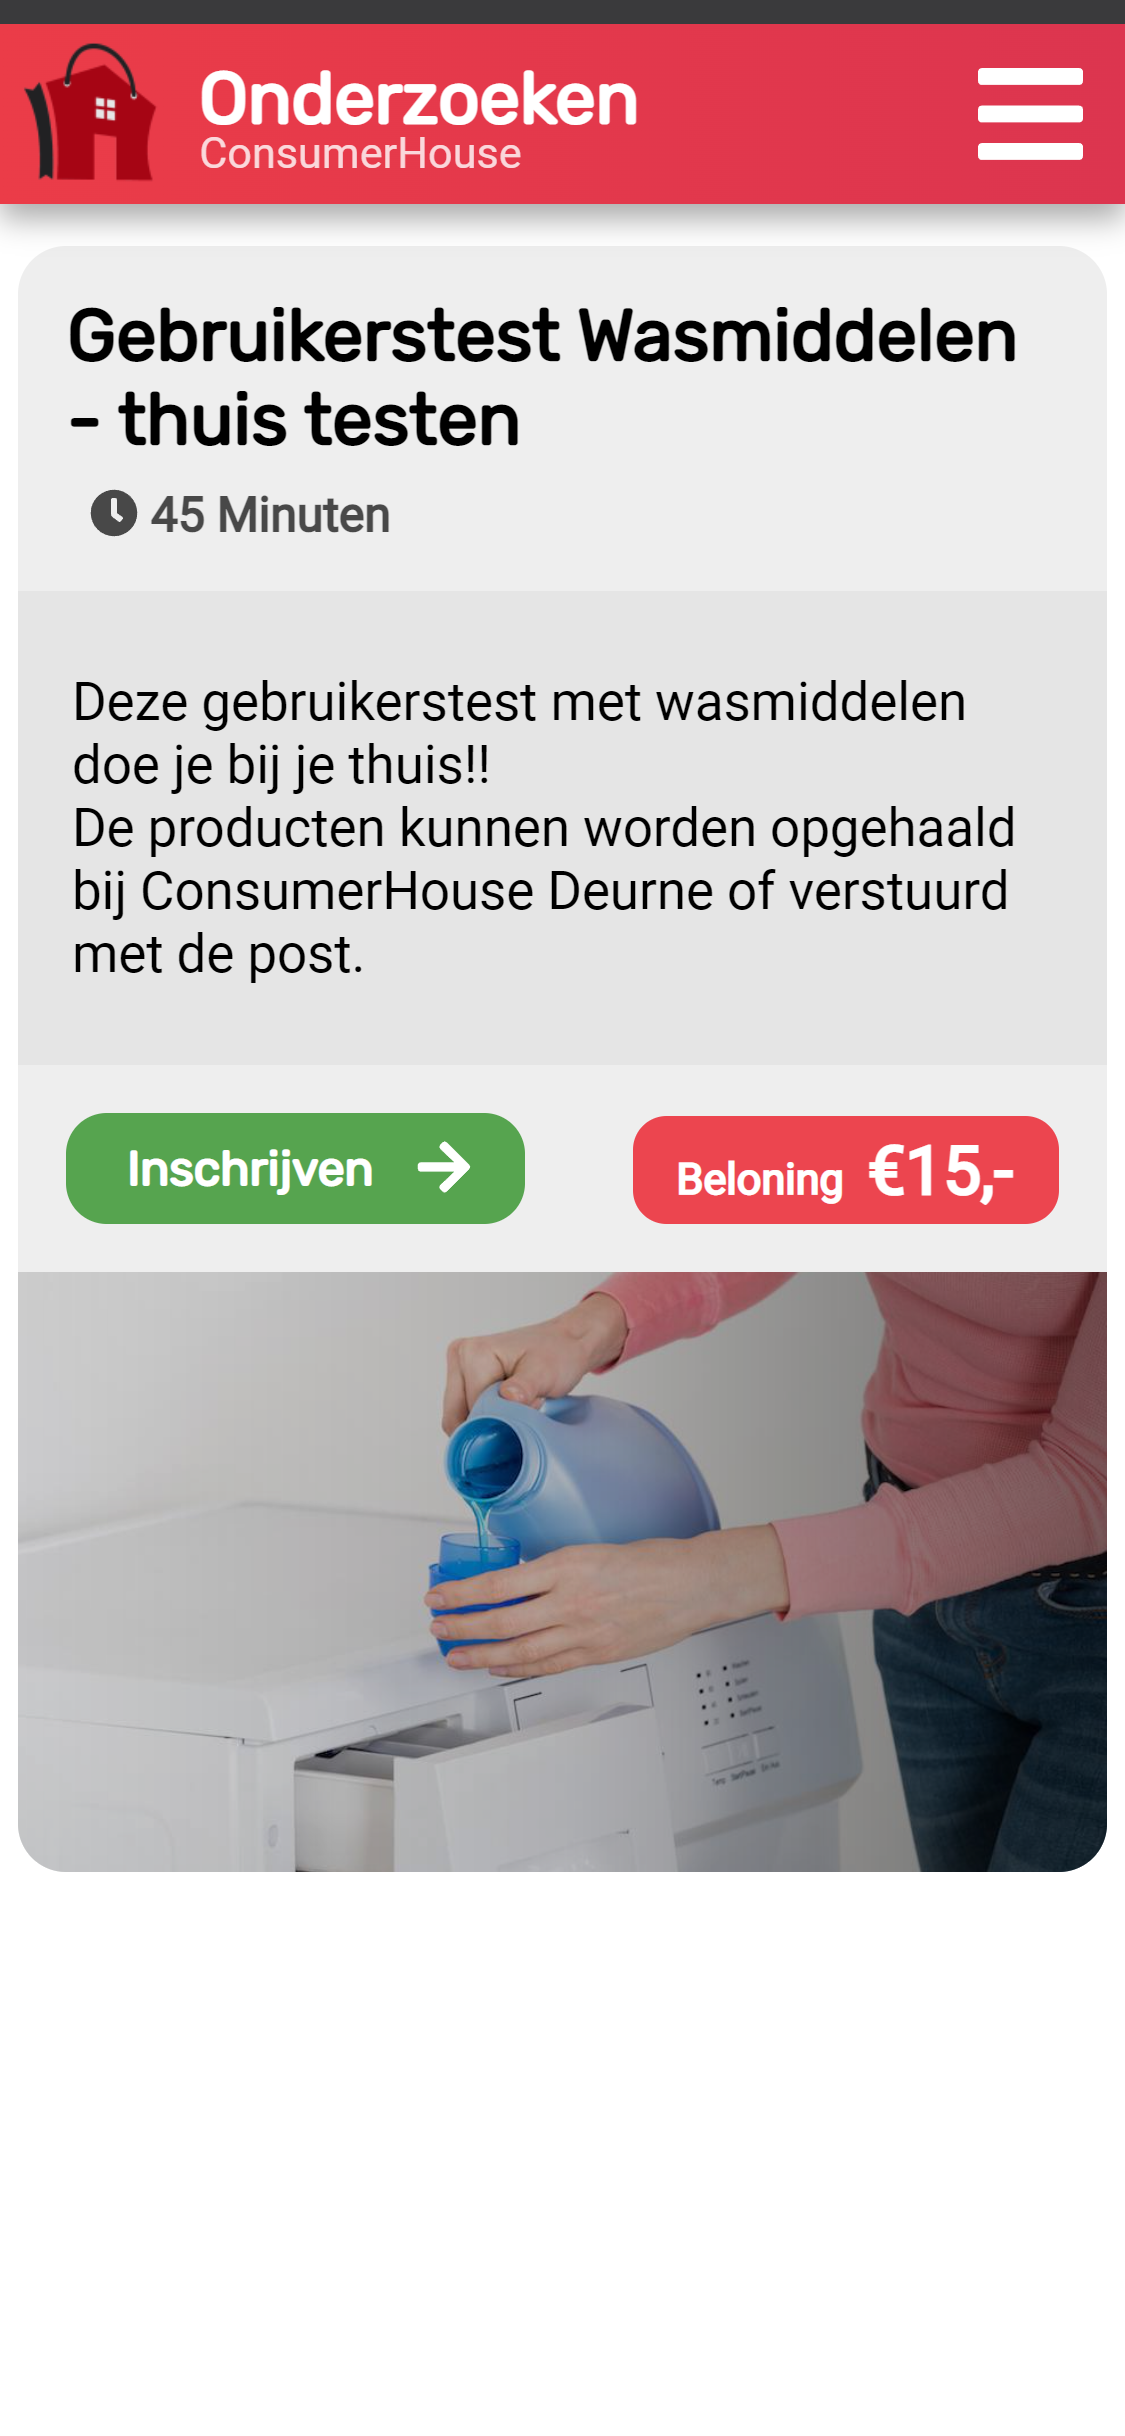 Onderzoeken
ConsumerHouse
Gebruikerstest Wasmiddelen
- thuis testen
45 Minuten
Deze gebruikerstest met wasmiddelen
doe je bij je thuis!!
De producten kunnen worden opgehaald
bij ConsumerHouse Deurne of verstuurd
met de post.
Inschrijven
Beloning €15,-